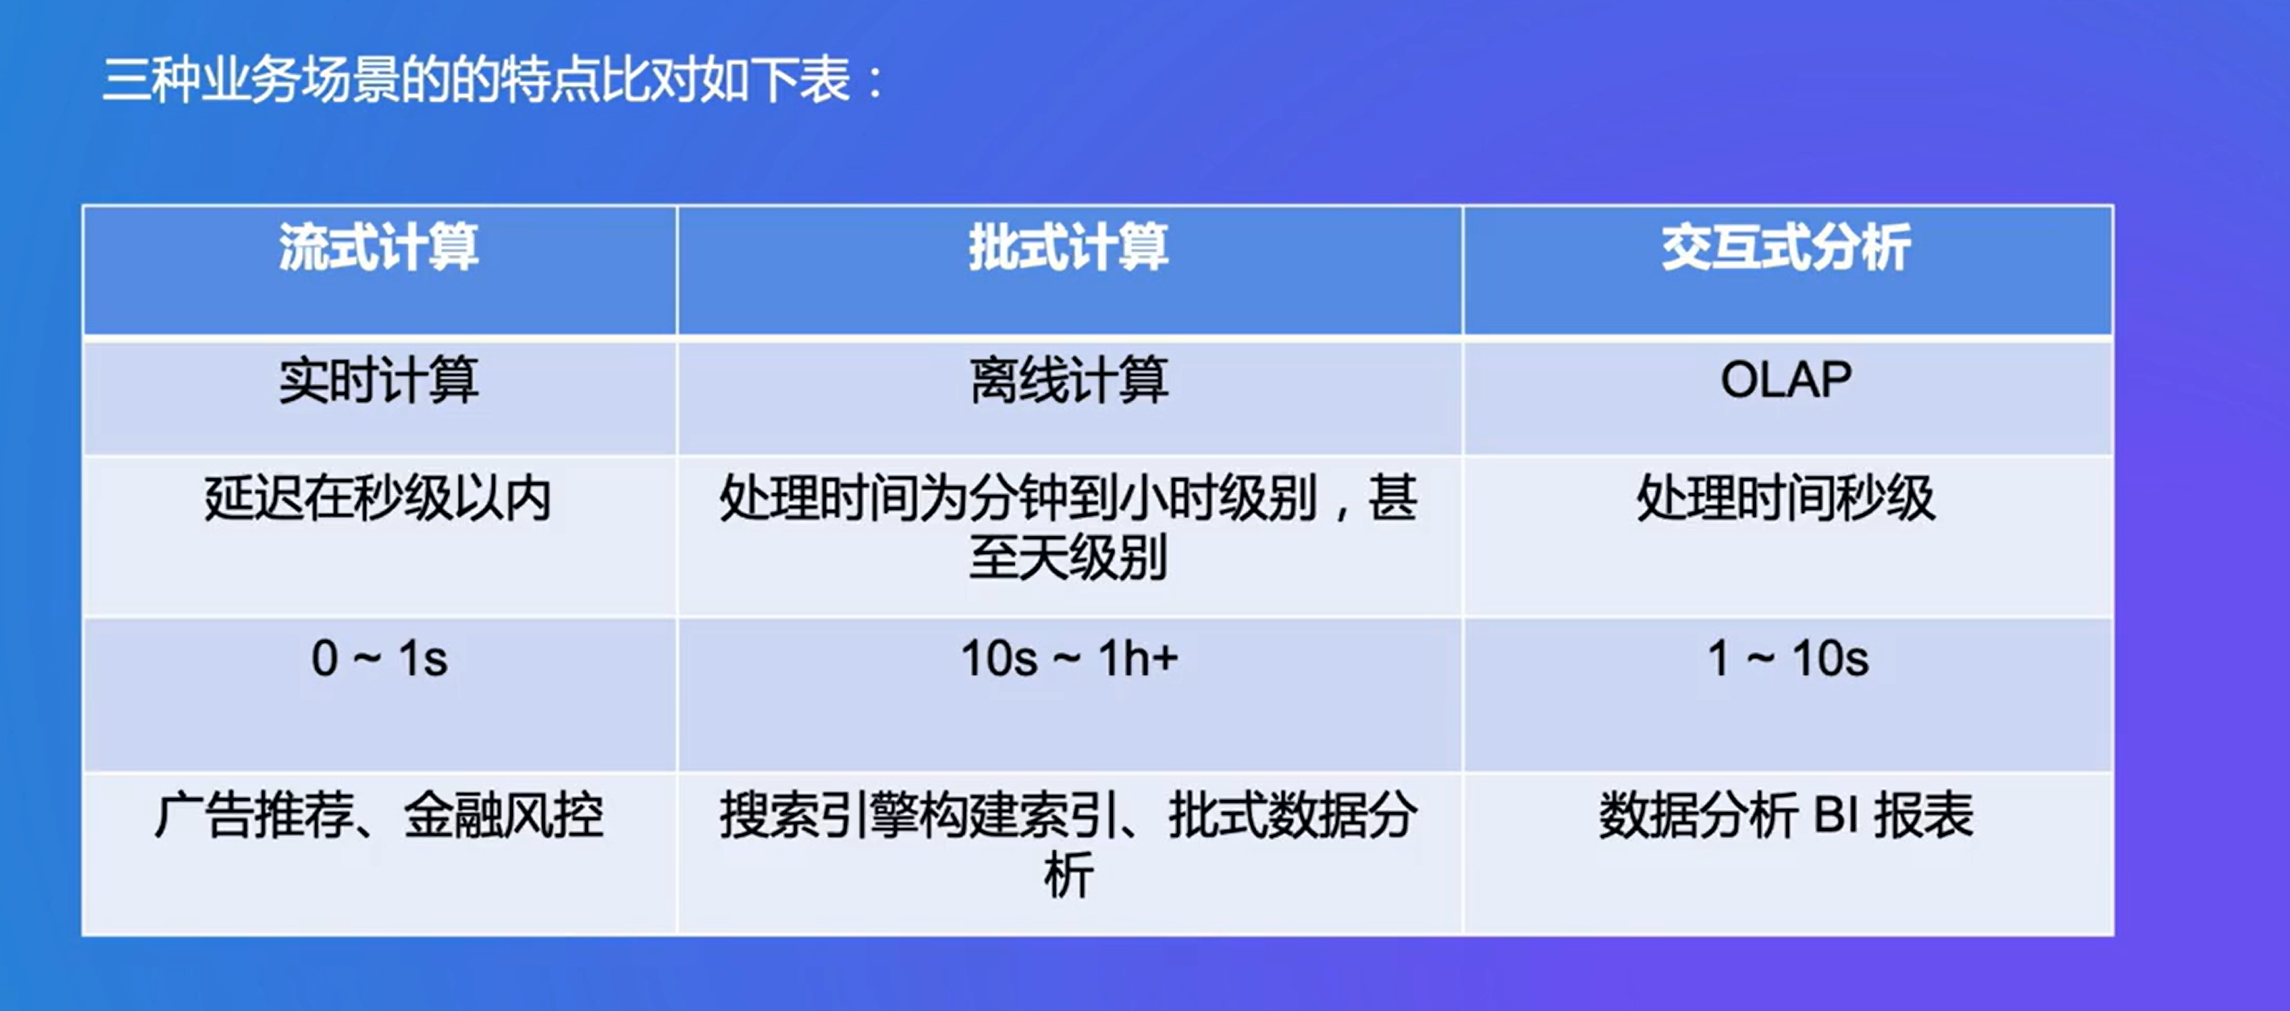 三种业务场景的的特点比对如下表：
流式计算
批式计算
交互式分析
实时计算
离线计算
OLAP
延迟在秒级以内
处理时间为分钟到小时级别，甚
至天级别
处理时间秒级
0 ~ 1s
10s ~ 1h+
1 ~ 10s
广告推荐、金融风控
搜索引擎构建索引、批式数据分
析
数据分析 BI 报表